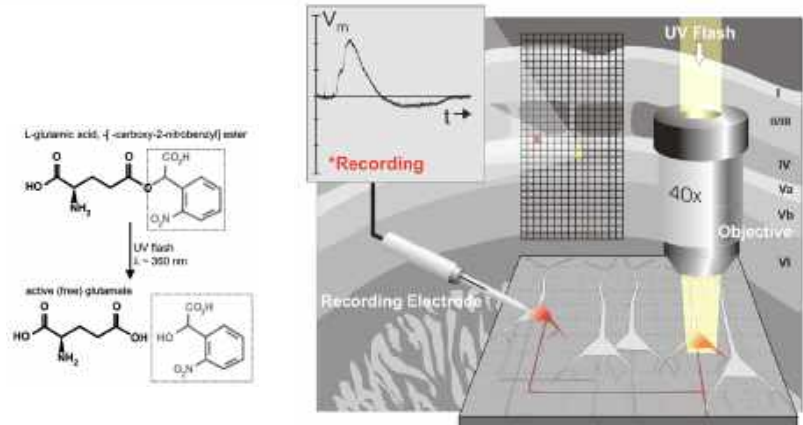 L-glutamic acid, -[ -carboxy-2-nitrobenzyl] ester
O
O
CO₂H
HO
O
NH₂
O₂N
UV flash
λ ~ 360 nm
active (free) glutamate
O
O
CO₂H
HO
OH
HO
NH₂
O₂N
Vm
t
*Recording
UV Flash
I
II/III
IV
Va
Vb
VI
40x
Objective
Recording Electrode